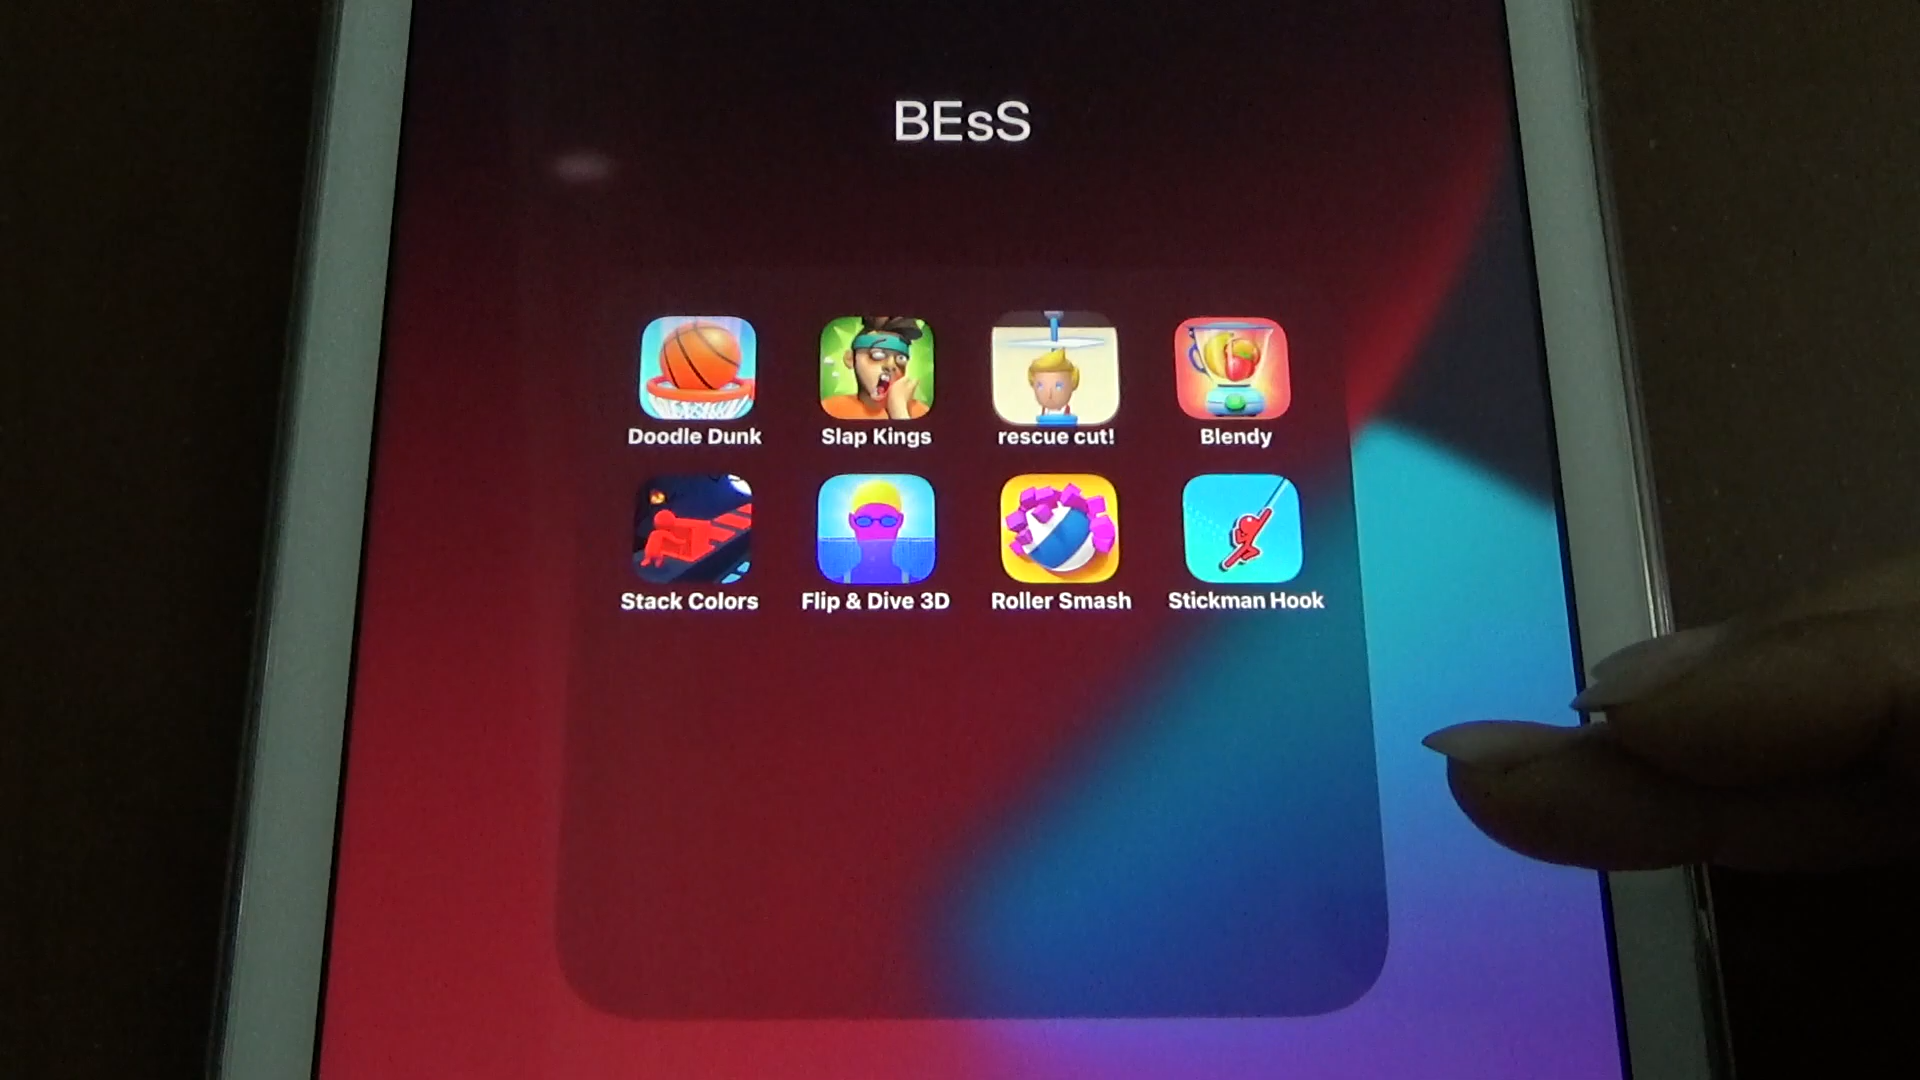 BEsS
Doodle Dunk Slap Kings rescue cut! Blendy
Stack Colors Flip & Dive 3D Roller Smash Stickman Hook